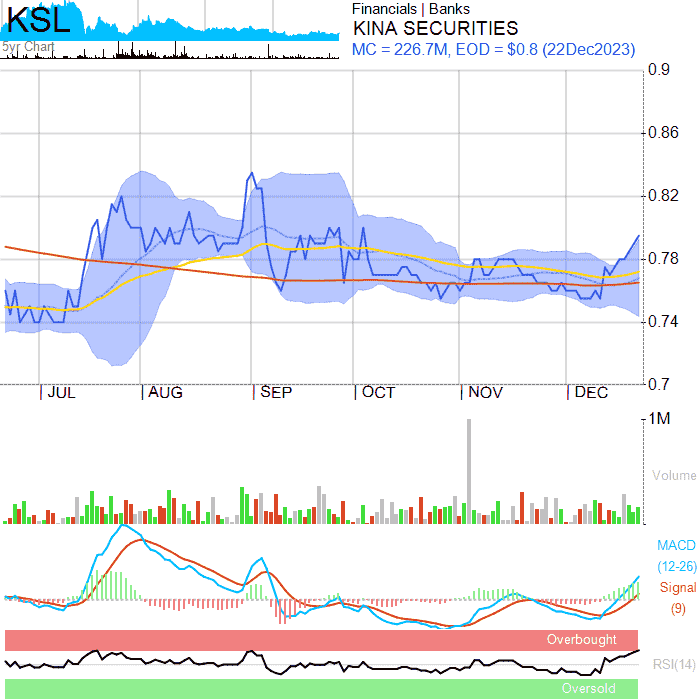 KSL
5yr Chart
Financials | Banks
KINA SECURITIES
MC = 226.7M, EOD = $0.8 (22Dec2023)
0.9
0.86
0.82
0.78
0.74
0.7
JUL AUG SEP OCT NOV DEC
1M
Volume
MACD
(12-26)
Signal
(9)
Overbought
RSI(14)
Oversold